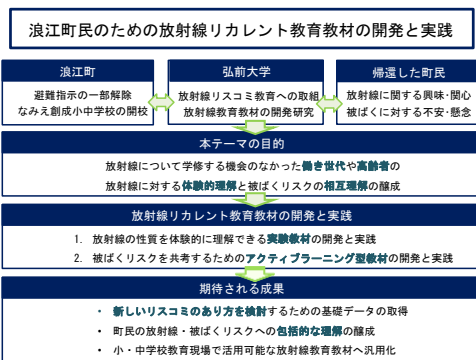 浪江町民のための放射線リカレント教育教材の開発と実践
浪江町
避難指示の一部解除
なみえ創成小中学校の開校
弘前大学
放射線リスコミ教育への取組
放射線教育教材の開発研究
帰還した町民
放射線に関する興味・関心
被ばくに対する不安・懸念
本テーマの目的
放射線について学修する機会のなかった働き世代や高齢者の
放射線に対する体験的理解と被ばくリスクの相互理解の醸成
放射線リカレント教育教材の開発と実践
1. 放射線の性質を体験的に理解できる実験教材の開発と実践
2. 被ばくリスクを共考するためのアクティブラーニング型教材の開発と実践
期待される成果
• 新しいリスコミのあり方を検討するための基礎データの取得
• 町民の放射線・被ばくリスクへの包括的な理解の醸成
• 小・中学校教育現場で活用可能な放射線教育教材へ汎用化